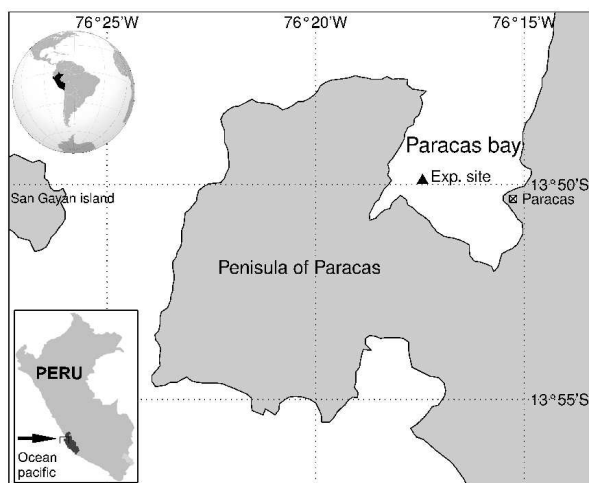 76°25'W 76°20'W 76°15'W
Paracas bay
Exp. site
13°50'S
San Gayan island
Paracas
Penisula of Paracas
PERU
13°55'S
Ocean
pacific